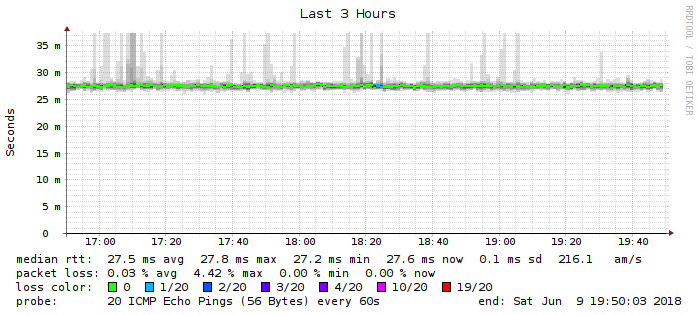 Last 3 Hours
RRDTOOL / TOBI OETIKER
Seconds
35 m
30 m
25 m
20 m
15 m
10 m
5 m
0
17:00 17:20 17:40 18:00 18:20 18:40 19:00 19:20 19:40
median rtt: 27.5 ms avg 27.8 ms max 27.2 ms min 27.6 ms now 0.1 ms sd 216.1 am/s
packet loss: 0.03 % avg 4.42 % max 0.00 % min 0.00 % now
loss color: 0 1/20 2/20 3/20 4/20 10/20 19/20
probe: 20 ICMP Echo Pings (56 Bytes) every 60s end: Sat Jun 9 19:50:03 2018